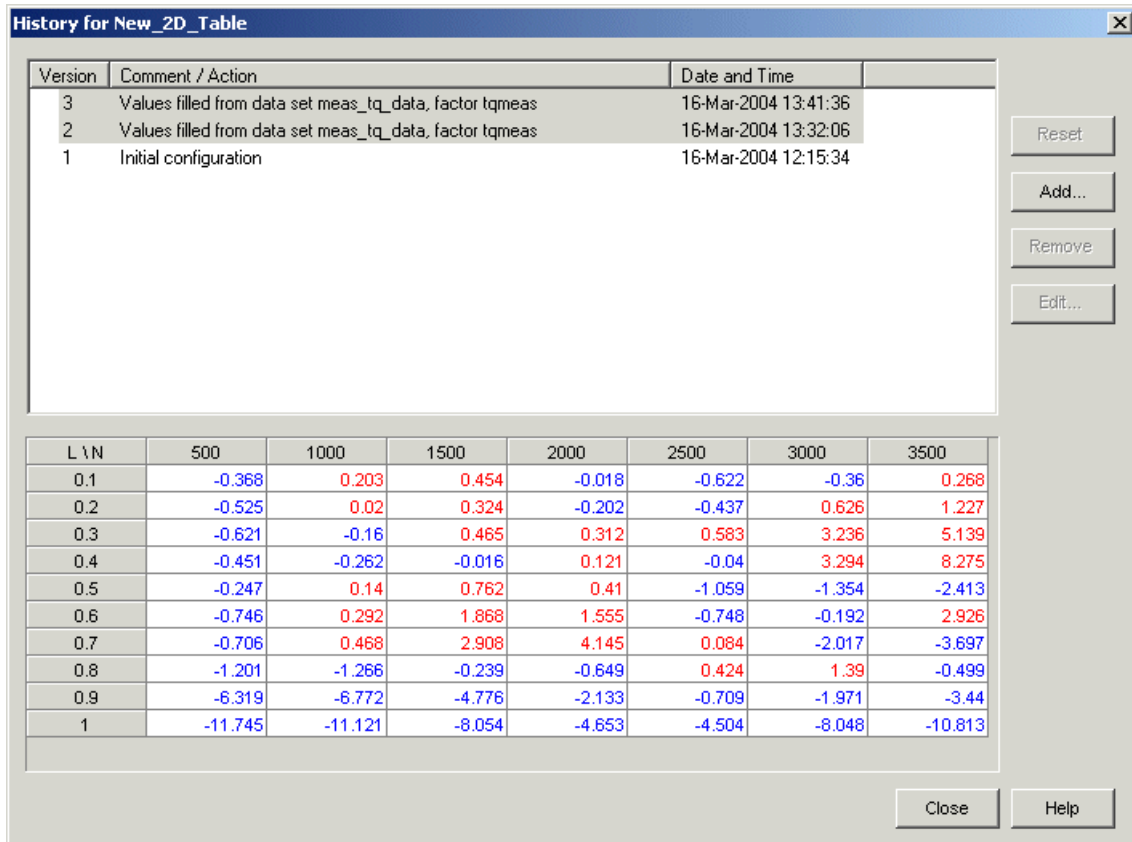 History for New_2D_Table
Version Comment / Action Date and Time
3 Values filled from data set meas_tq_data, factor tqmeas 16-Mar-2004 13:41:36
2 Values filled from data set meas_tq_data, factor tqmeas 16-Mar-2004 13:32:06
1 Initial configuration 16-Mar-2004 12:15:34
Reset
Add...
Remove
Edit...
L \ N 500 1000 1500 2000 2500 3000 3500
0.1 -0.368 0.203 0.454 -0.018 -0.622 -0.36 0.268
0.2 -0.525 0.02 0.324 -0.202 -0.437 0.626 1.227
0.3 -0.621 -0.16 0.465 0.312 0.583 3.236 5.139
0.4 -0.451 -0.262 -0.016 0.121 -0.04 3.294 8.275
0.5 -0.247 0.14 0.762 0.41 -1.059 -1.354 -2.413
0.6 -0.746 0.292 1.868 1.555 -0.748 -0.192 2.926
0.7 -0.706 0.468 2.908 4.145 0.084 -2.017 -3.697
0.8 -1.201 -1.266 -0.239 -0.649 0.424 1.39 -0.499
0.9 -6.319 -6.772 -4.776 -2.133 -0.709 -1.971 -3.44
1 -11.745 -11.121 -8.054 -4.653 -4.504 -8.048 -10.813
Close Help